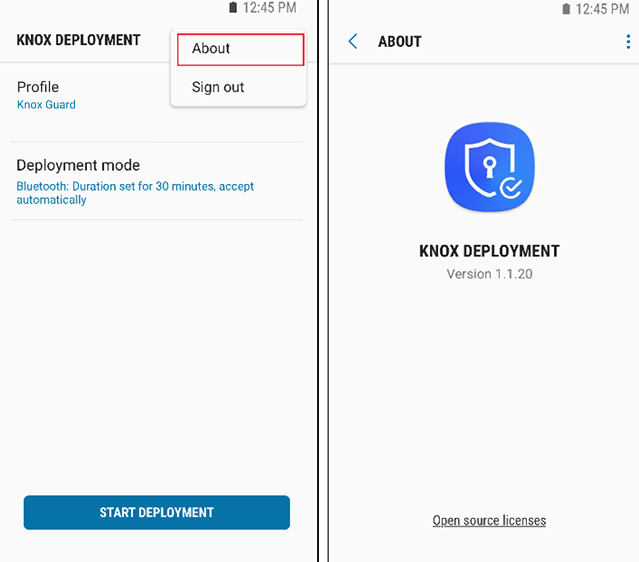 12:45 PM
KNOX DEPLOYMENT
About
Sign out
Profile
Knox Guard
Deployment mode
Bluetooth: Duration set for 30 minutes, accept
automatically
START DEPLOYMENT
12:45 PM
ABOUT
KNOX DEPLOYMENT
Version 1.1.20
Open source licenses